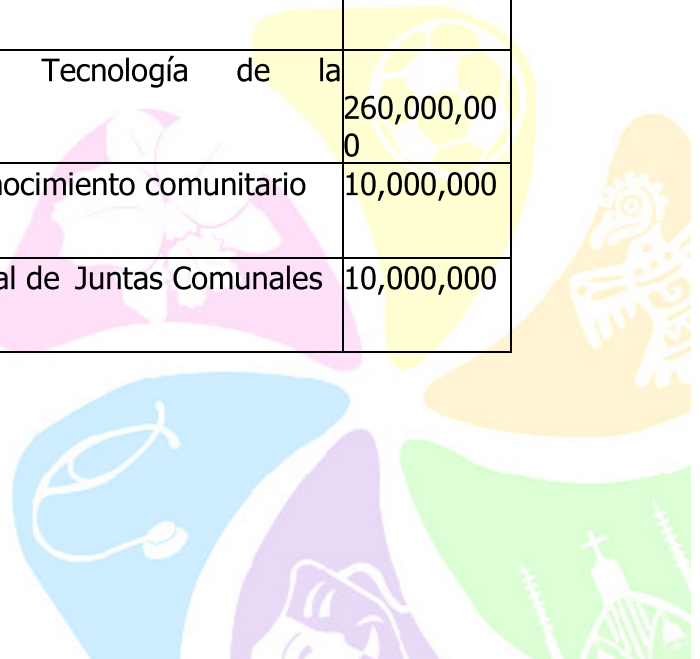 Tecnología de la
260,000,00
0
nocimiento comunitario 10,000,000
al de Juntas Comunales 10,000,000